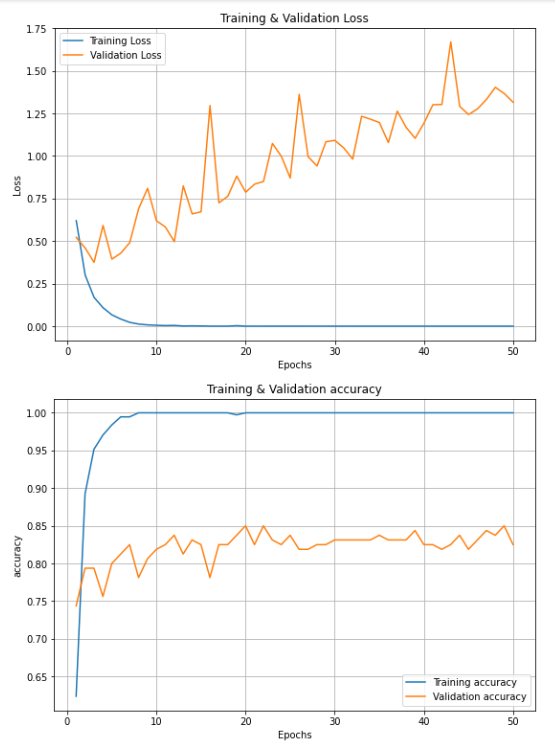 Training & Validation Loss
1.75
1.50
1.25
1.00
0.75
0.50
0.25
0.00
Loss
Training Loss
Validation Loss
0 10 20 30 40 50
Epochs
Training & Validation accuracy
1.00
0.95
0.90
0.85
0.80
0.75
0.70
0.65
accuracy
Training accuracy
Validation accuracy
0 10 20 30 40 50
Epochs